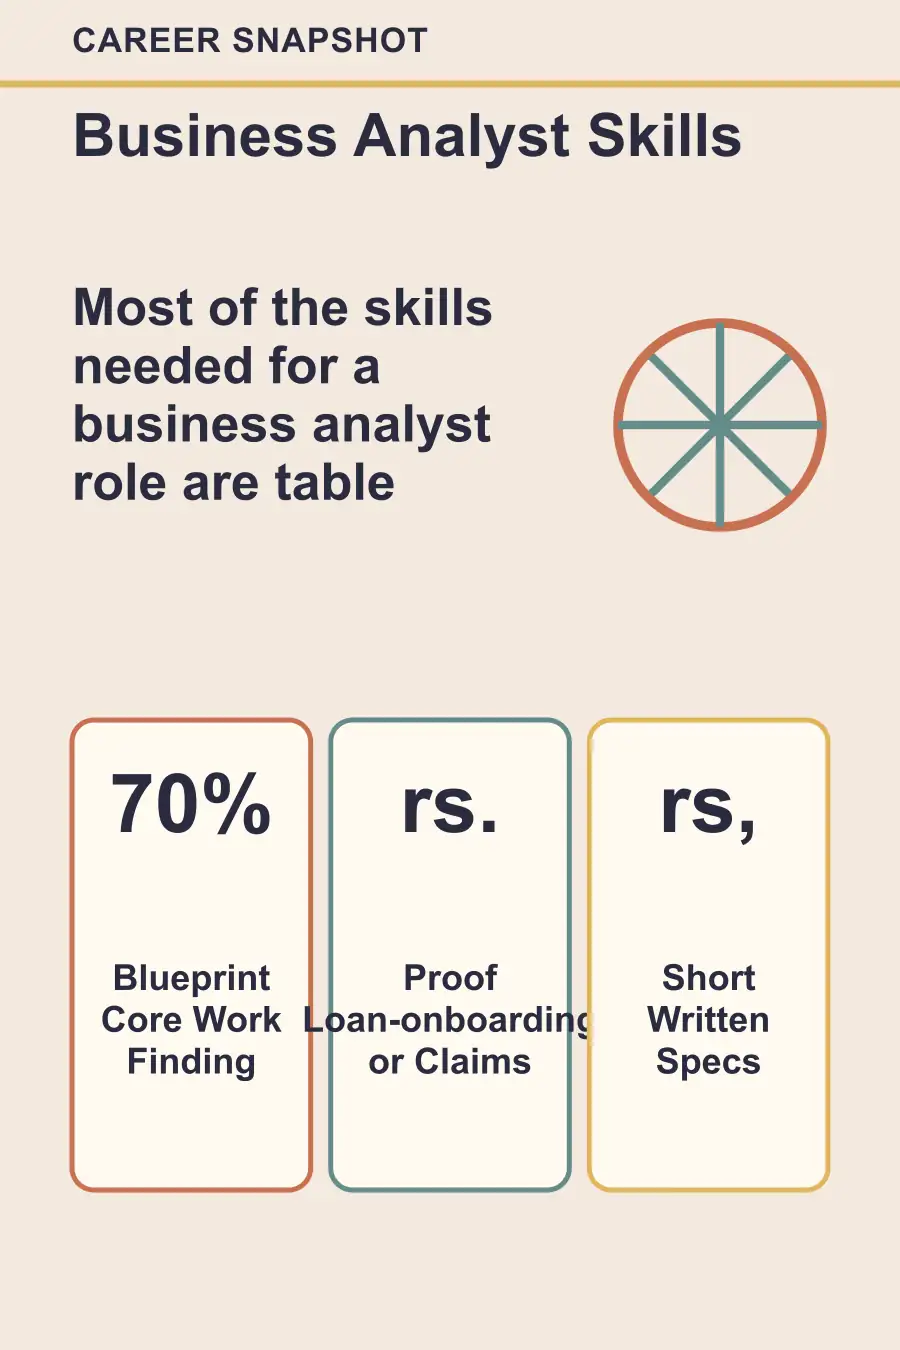 CAREER SNAPSHOT
Business Analyst Skills
Most of the skills
needed for a
business analyst
role are table
70%
Blueprint
Core Work
Finding
rs.
Proof
Loan-onboarding
or Claims
rs,
Short
Written
Specs